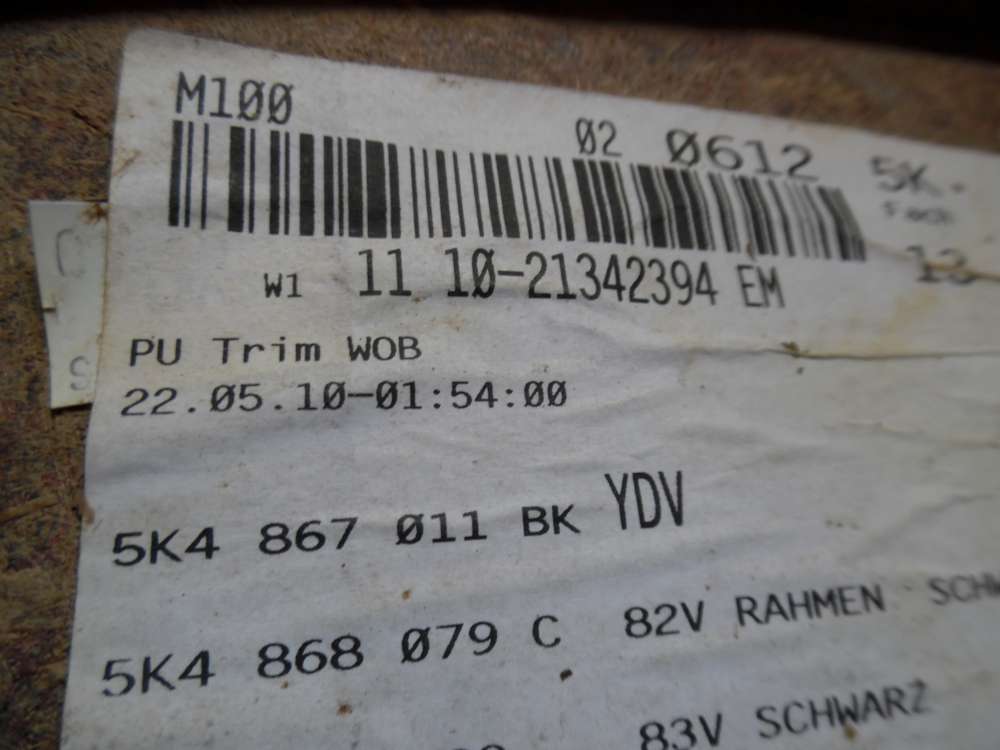 M100
02 0612 5K
W1 11 10-21342394 EM
PU Trim WOB
22.05.10-01:54:00
5K4 867 011 BK YDV
5K4 868 079 C 82V RAHMEN
83V SCHWARZ